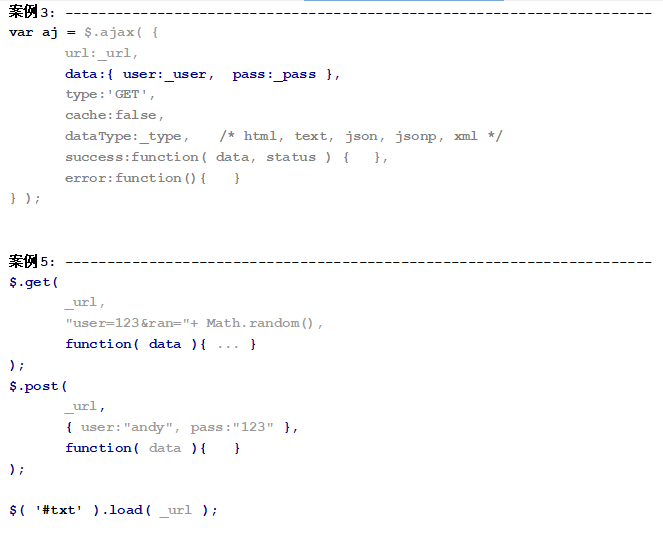 案例3: -----------------------------------------------------------------------
var aj = $.ajax( {
url:_url,
data:{ user:_user,  pass:_pass },
type:'GET',
cache:false,
dataType:_type,   /* html, text, json, jsonp, xml */
success:function( data, status ) {   },
error:function(){   }
} );
案例5: -----------------------------------------------------------------------
$.get(
_url,
"user=123&ran="+ Math.random(),
function( data ){ ... }
);
$.post(
_url,
{ user:"andy", pass:"123" },
function( data ){   }
);
$( '#txt' ).load( _url );